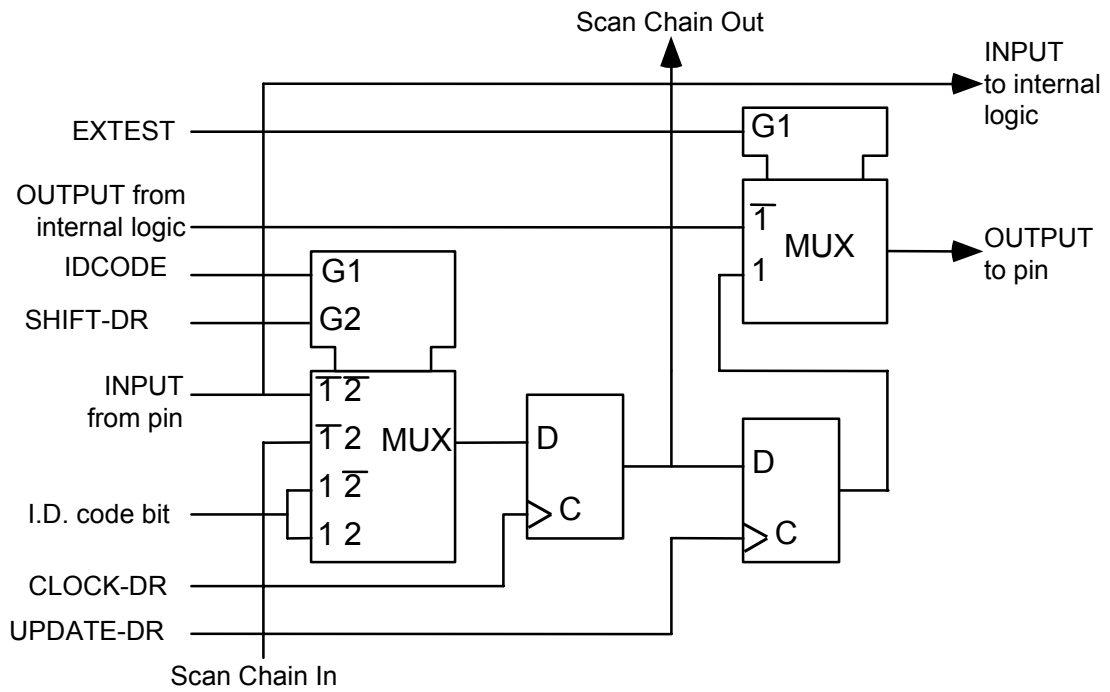 Scan Chain Out
INPUT
to internal
logic
EXTEST
G1
OUTPUT from
internal logic
1̅
MUX
1
OUTPUT
to pin
IDCODE
G1
SHIFT-DR
G2
INPUT
from pin
1̅ 2̅
1̅ 2
MUX
1 2̅
1 2
I.D. code bit
D
C
D
C
CLOCK-DR
UPDATE-DR
Scan Chain In